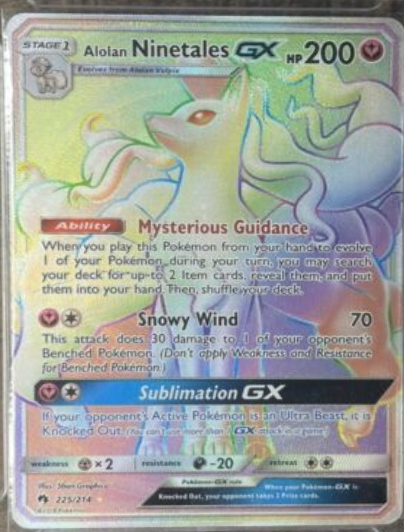 STAGE 1 Alolan Ninetales GX HP 200
Evolves from Alolan Vulpix
Ability Mysterious Guidance
When you play this Pokémon from your hand to evolve
1 of your Pokémon during your turn, you may search
your deck for up to 2 Item cards, reveal them, and put
them into your hand. Then, shuffle your deck.
Snowy Wind 70
This attack does 30 damage to 1 of your opponent's
Benched Pokémon. (Don't apply Weakness and Resistance
for Benched Pokémon.)
Sublimation GX
If your opponent's Active Pokémon is an Ultra Beast, it is
Knocked Out. (You can't use more than 1 GX attack in a game.)
weakness ×2 resistance -20 retreat
Pokémon-GX rule
When your Pokémon-GX is
Knocked Out, your opponent takes 2 Prize cards.
Illus. 5ban Graphics
225/214